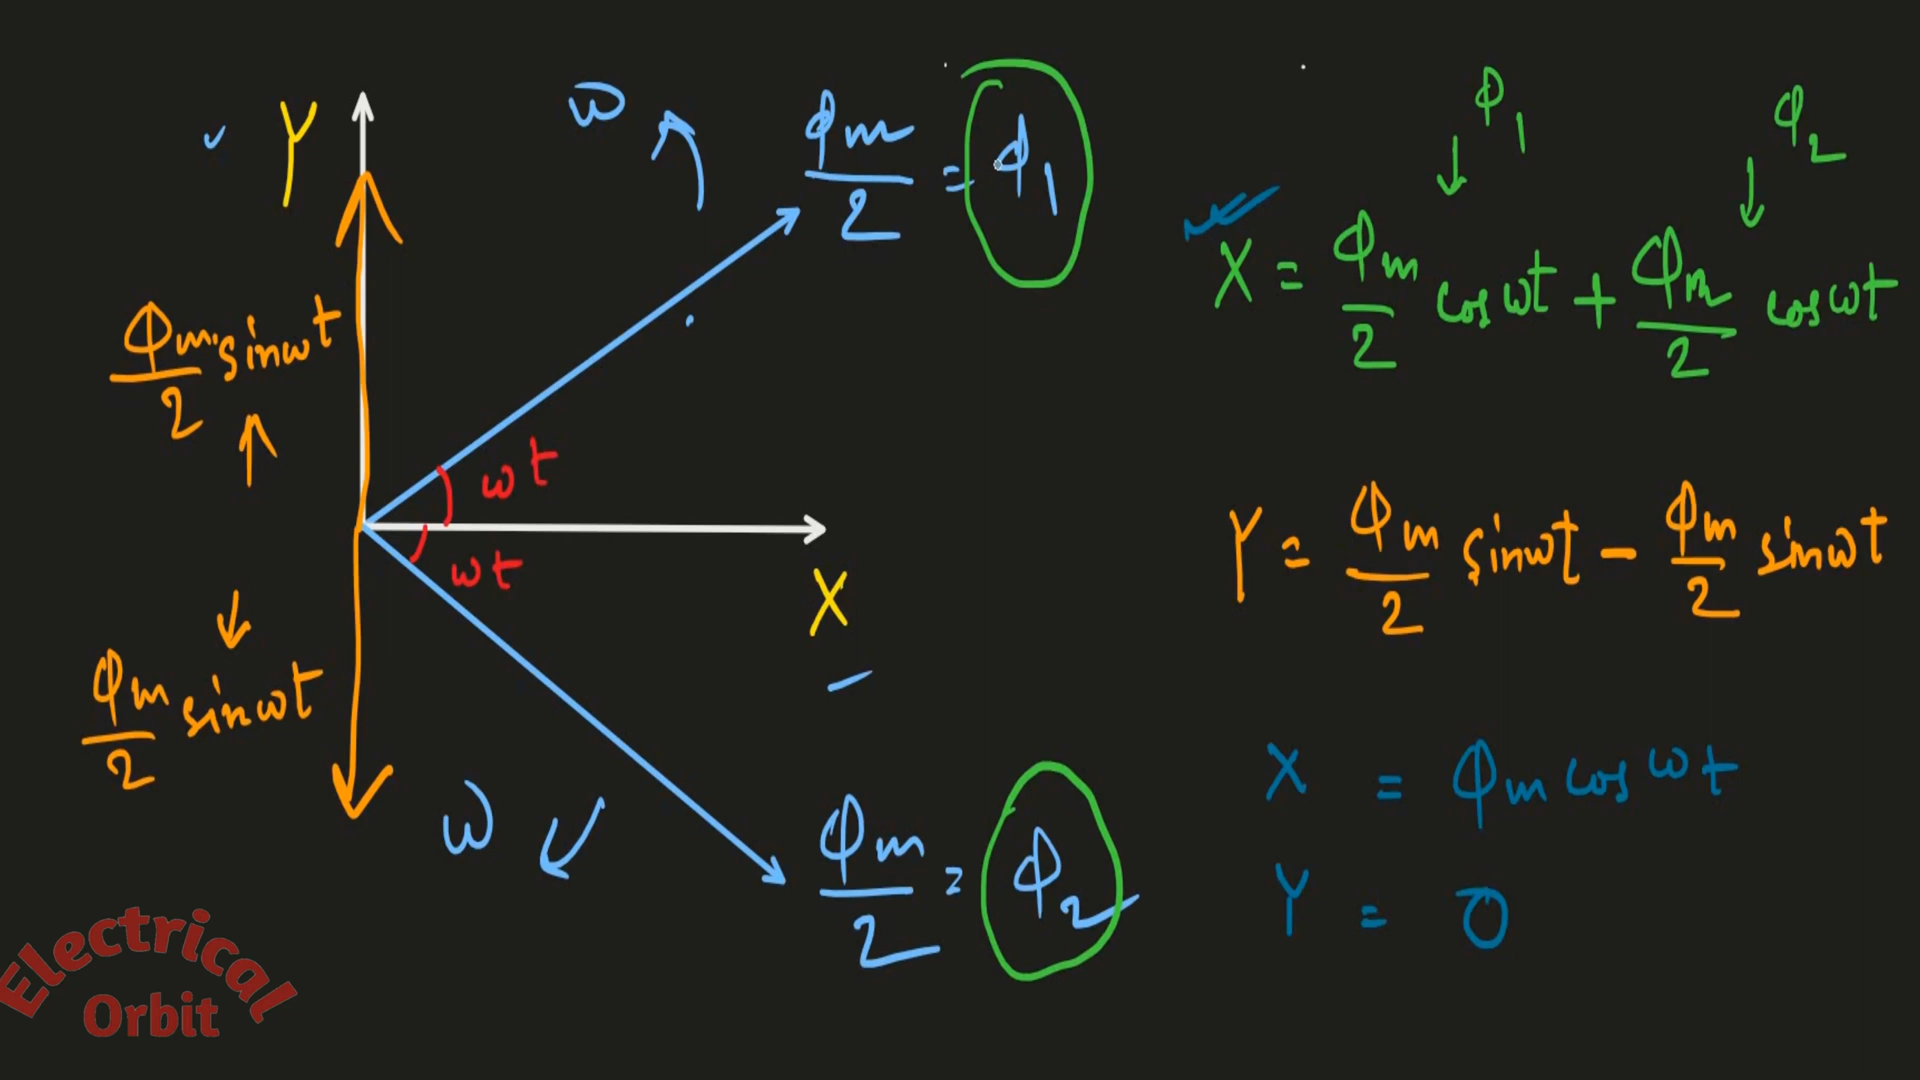 Y
ω
φm/2 = φ1
φm/2 sinωt
ωt
ωt
X
φm/2 sinωt
ω
φm/2 = φ2
φ1
φ2
X = φm/2 cosωt + φm/2 cosωt
Y = φm/2 sinωt - φm/2 sinωt
X = φm cosωt
Y = 0
Electrical
Orbit